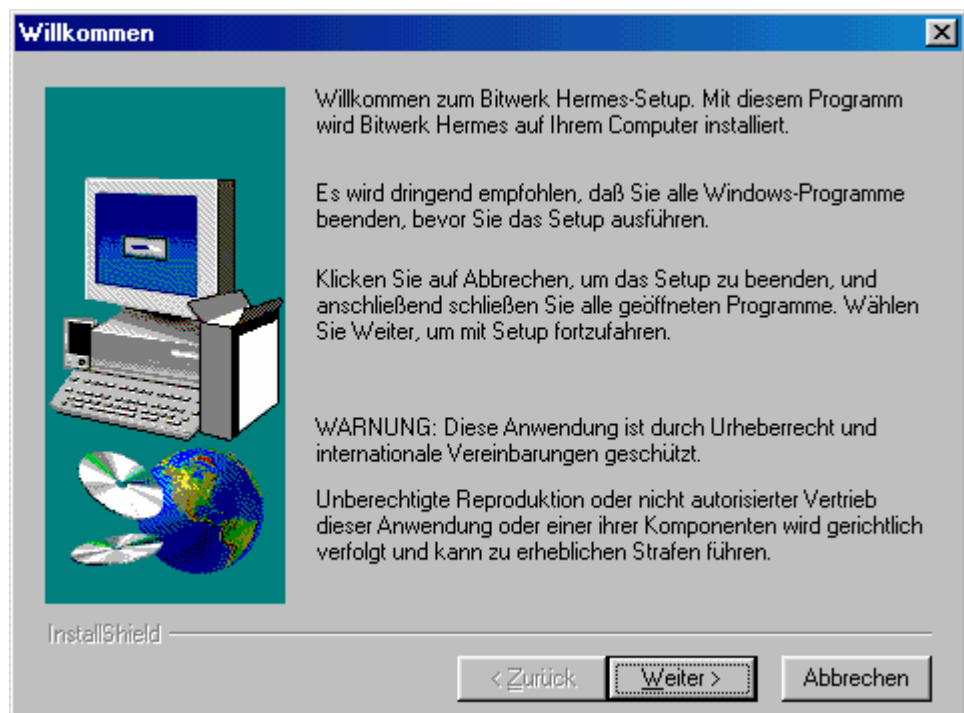 Willkommen
Willkommen zum Bitwerk Hermes-Setup. Mit diesem Programm
wird Bitwerk Hermes auf Ihrem Computer installiert.
Es wird dringend empfohlen, daß Sie alle Windows-Programme
beenden, bevor Sie das Setup ausführen.
Klicken Sie auf Abbrechen, um das Setup zu beenden, und
anschließend schließen Sie alle geöffneten Programme. Wählen
Sie Weiter, um mit Setup fortzufahren.
WARNUNG: Diese Anwendung ist durch Urheberrecht und
internationale Vereinbarungen geschützt.
Unberechtigte Reproduktion oder nicht autorisierter Vertrieb
dieser Anwendung oder einer ihrer Komponenten wird gerichtlich
verfolgt und kann zu erheblichen Strafen führen.
InstallShield
< Zurück
Weiter >
Abbrechen